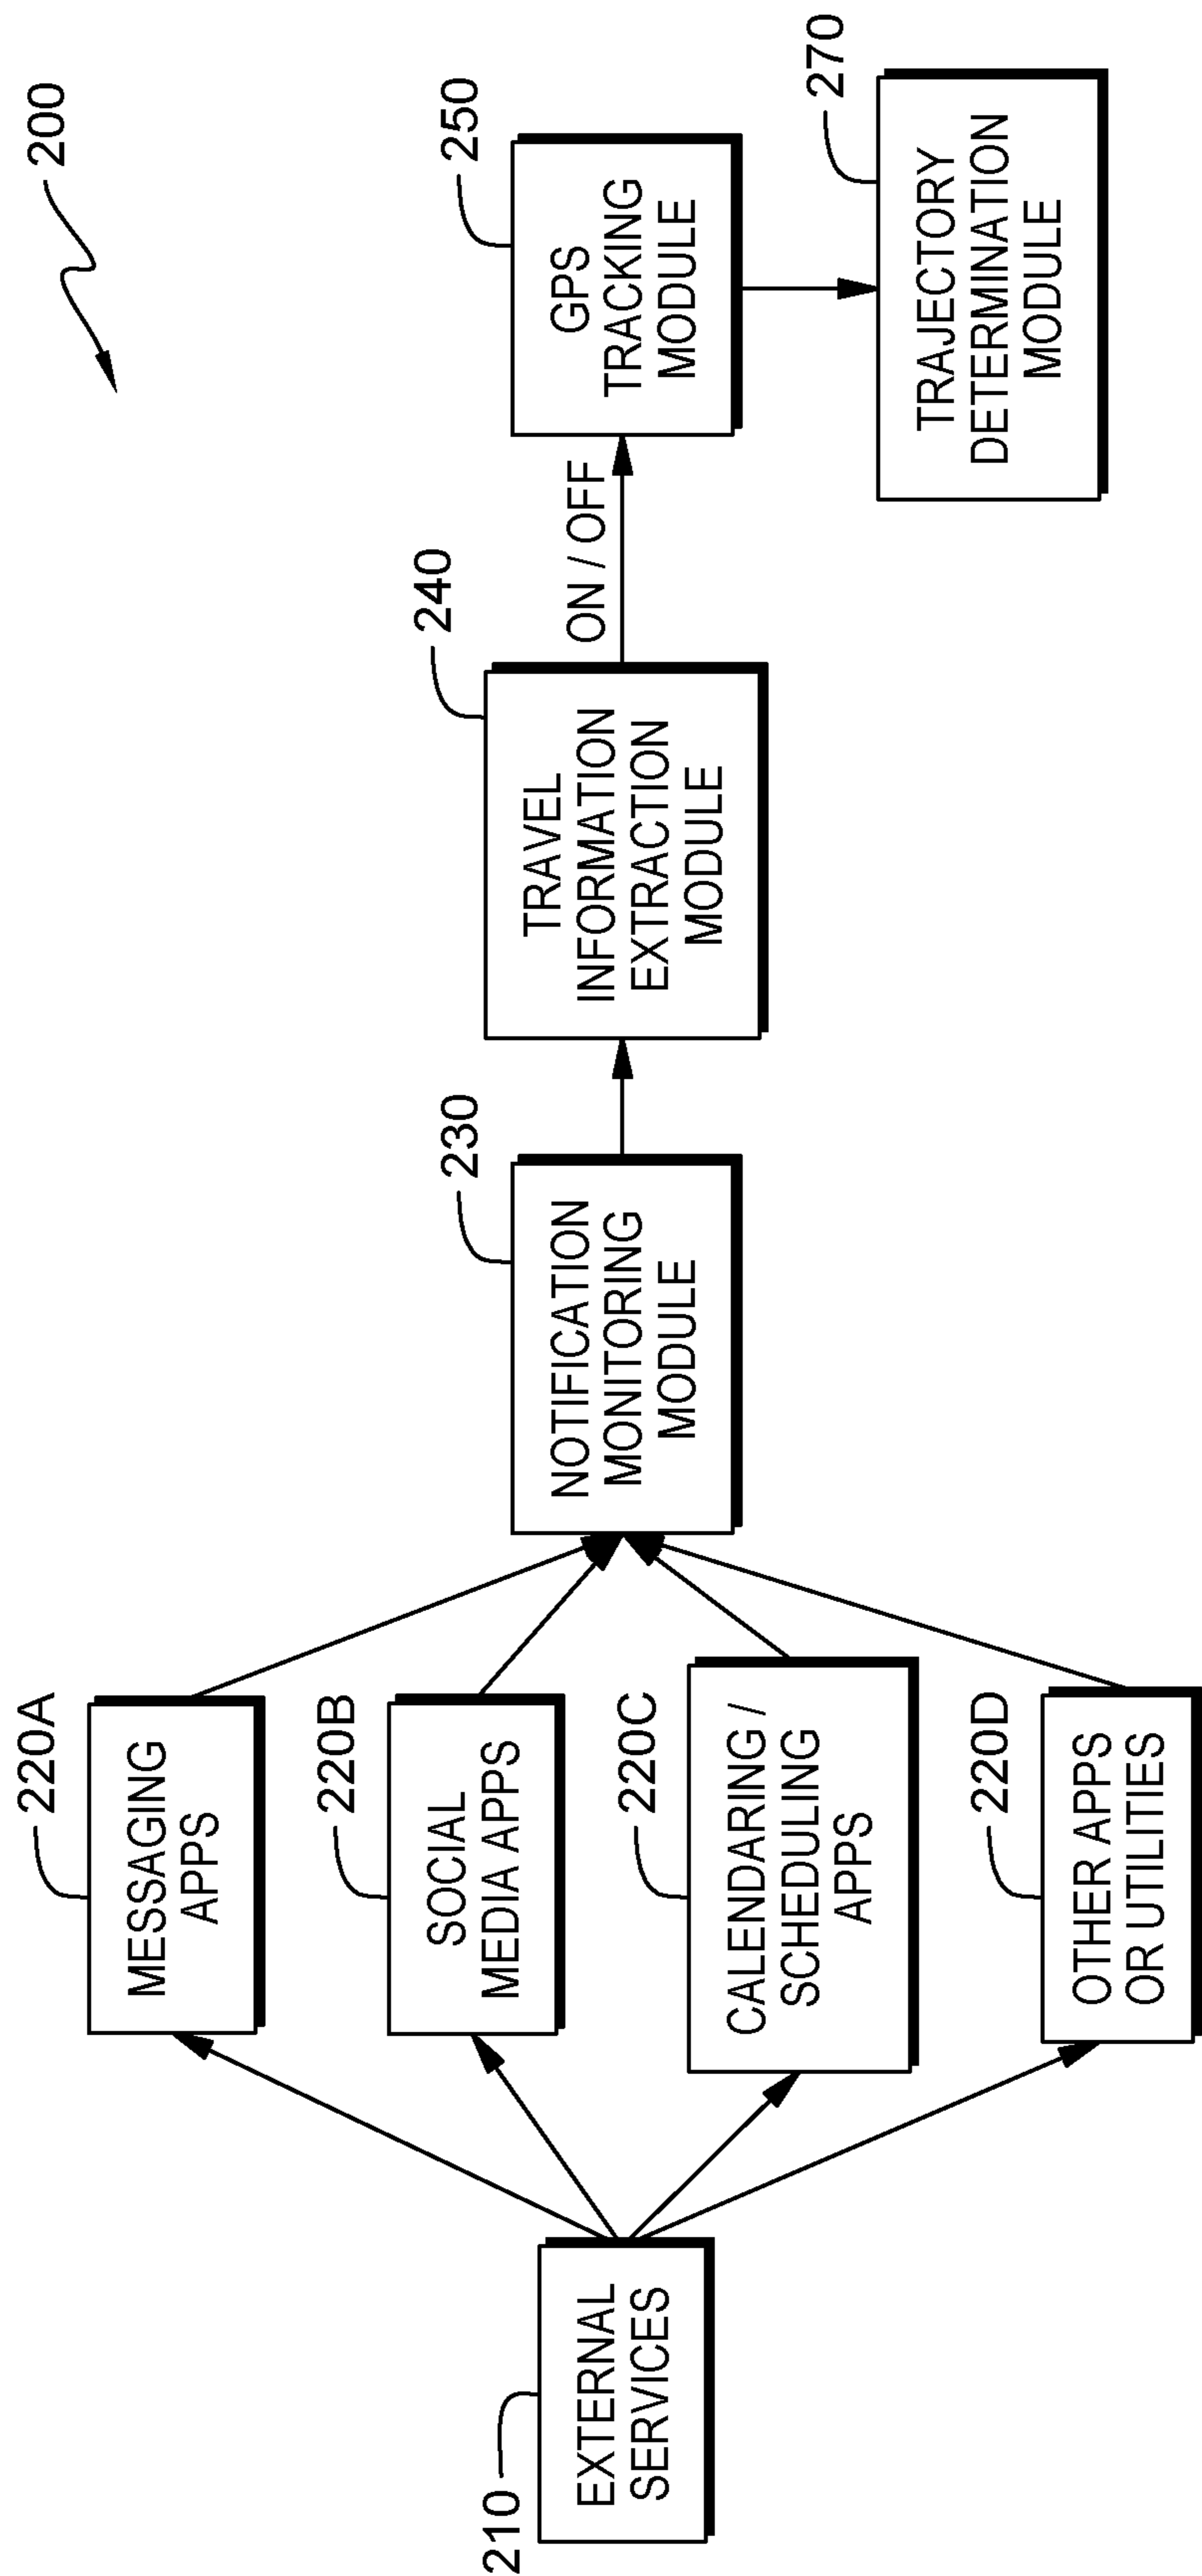 200
210
EXTERNAL
SERVICES
220A
MESSAGING
APPS
220B
SOCIAL
MEDIA APPS
220C
CALENDARING /
SCHEDULING
APPS
220D
OTHER APPS
OR UTILITIES
230
NOTIFICATION
MONITORING
MODULE
240
TRAVEL
INFORMATION
EXTRACTION
MODULE
ON / OFF
250
GPS
TRACKING
MODULE
270
TRAJECTORY
DETERMINATION
MODULE